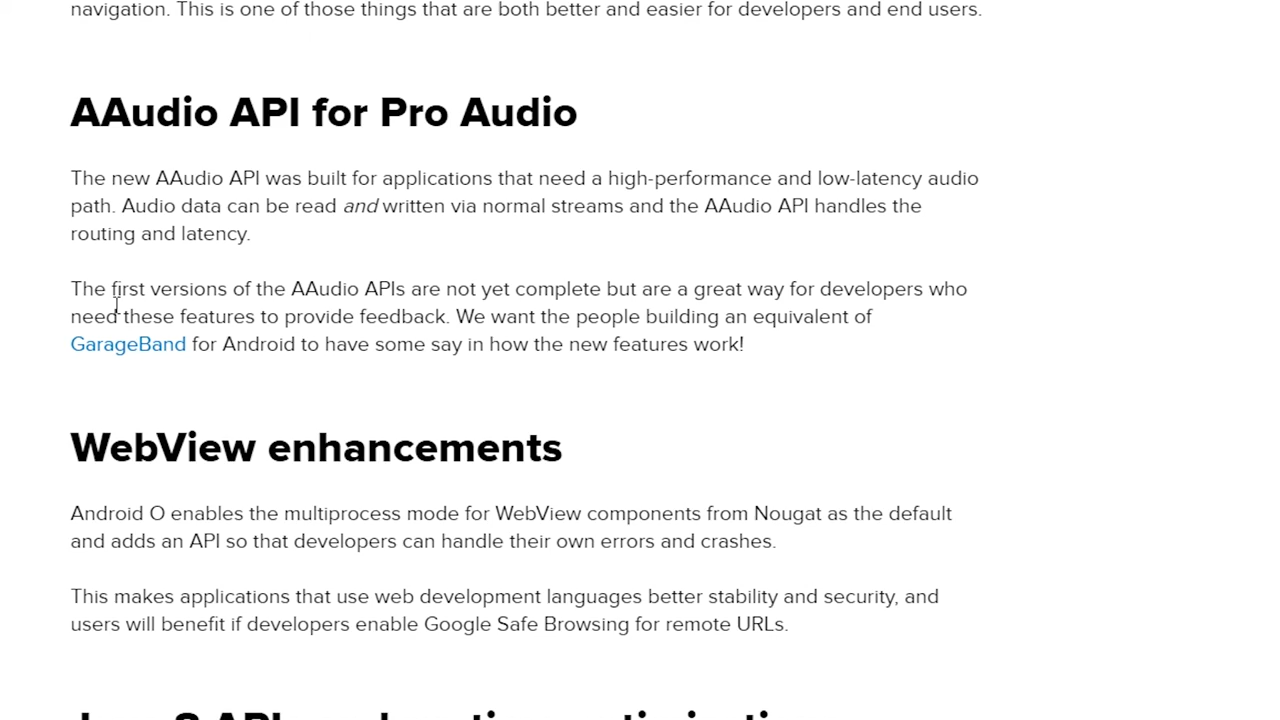 navigation. This is one of those things that are both better and easier for developers and end users.
AAudio API for Pro Audio
The new AAudio API was built for applications that need a high-performance and low-latency audio
path. Audio data can be read and written via normal streams and the AAudio API handles the
routing and latency.
The first versions of the AAudio APIs are not yet complete but are a great way for developers who
need these features to provide feedback. We want the people building an equivalent of
GarageBand for Android to have some say in how the new features work!
WebView enhancements
Android O enables the multiprocess mode for WebView components from Nougat as the default
and adds an API so that developers can handle their own errors and crashes.
This makes applications that use web development languages better stability and security, and
users will benefit if developers enable Google Safe Browsing for remote URLs.